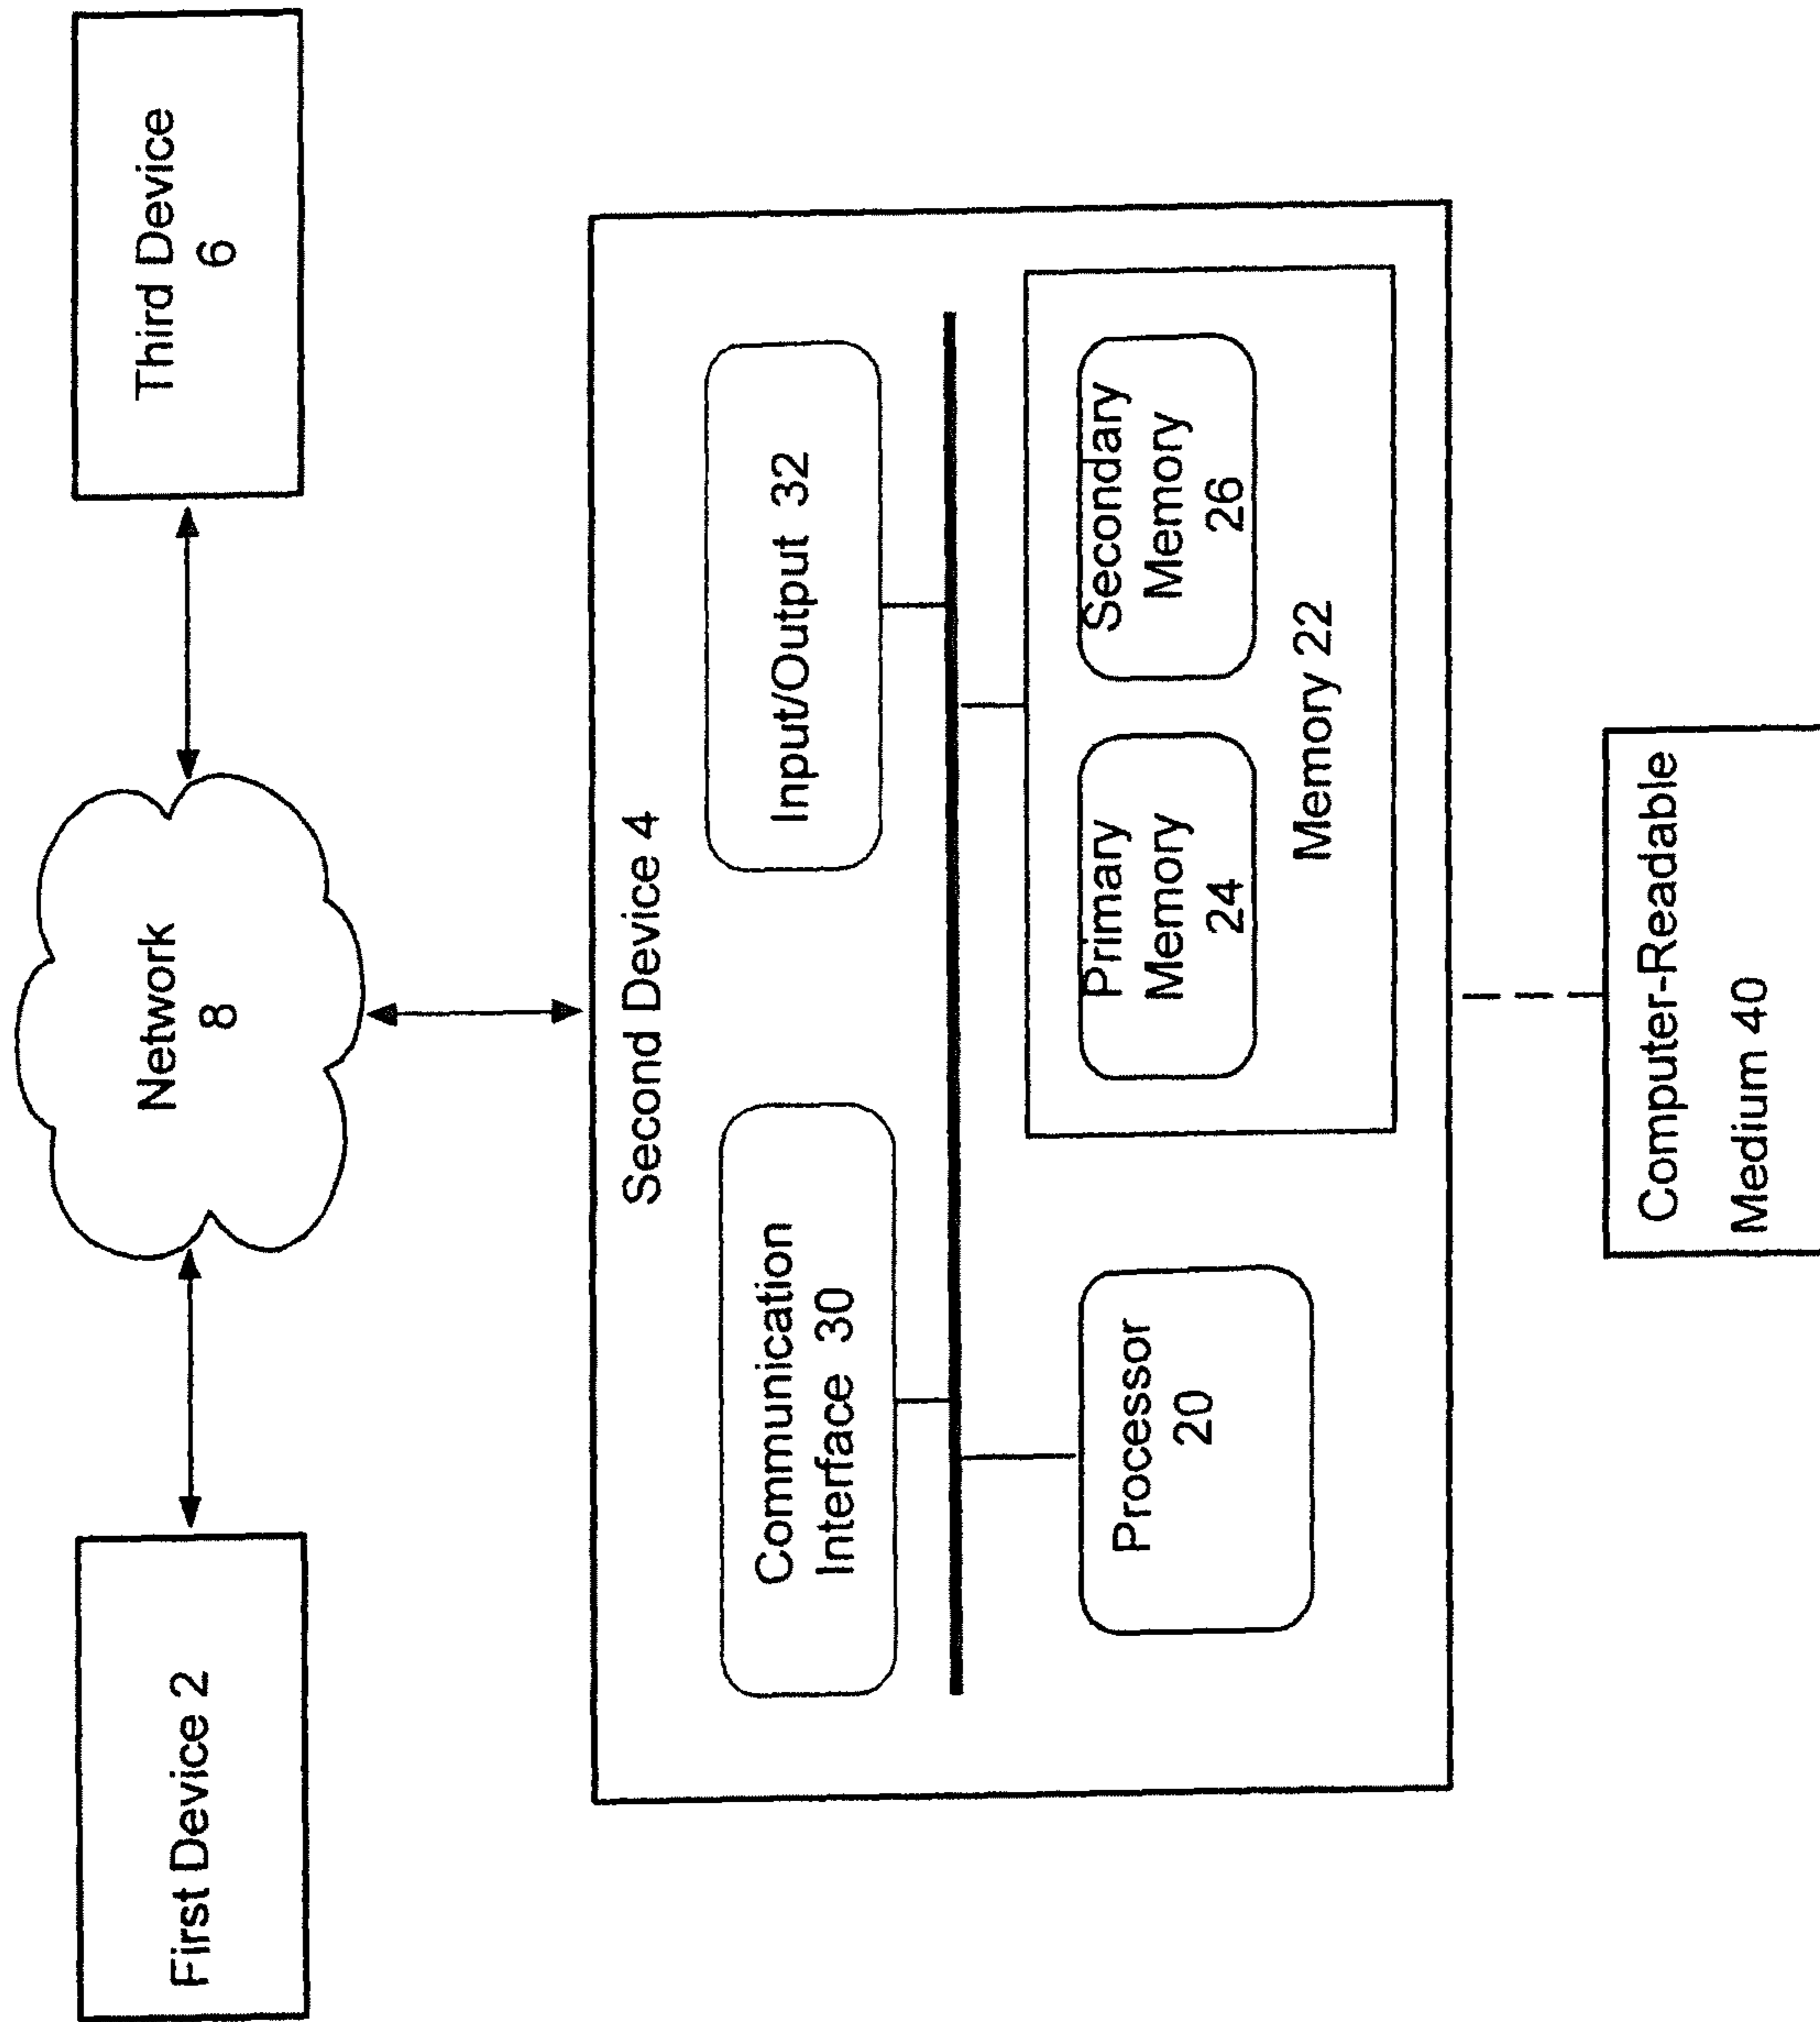 First Device 2
Network
8
Third Device
6
Second Device 4
Communication
Interface 30
Input/Output 32
Processor
20
Primary
Memory
24
Secondary
Memory
26
Memory 22
Computer-Readable
Medium 40